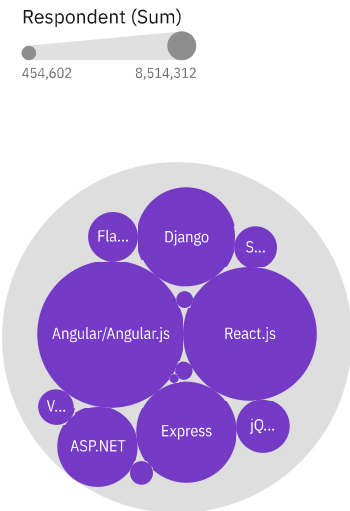 Respondent (Sum)
454,602 8,514,312
Fla... Django S...
Angular/Angular.js React.js
V... ASP.NET Express jQ...